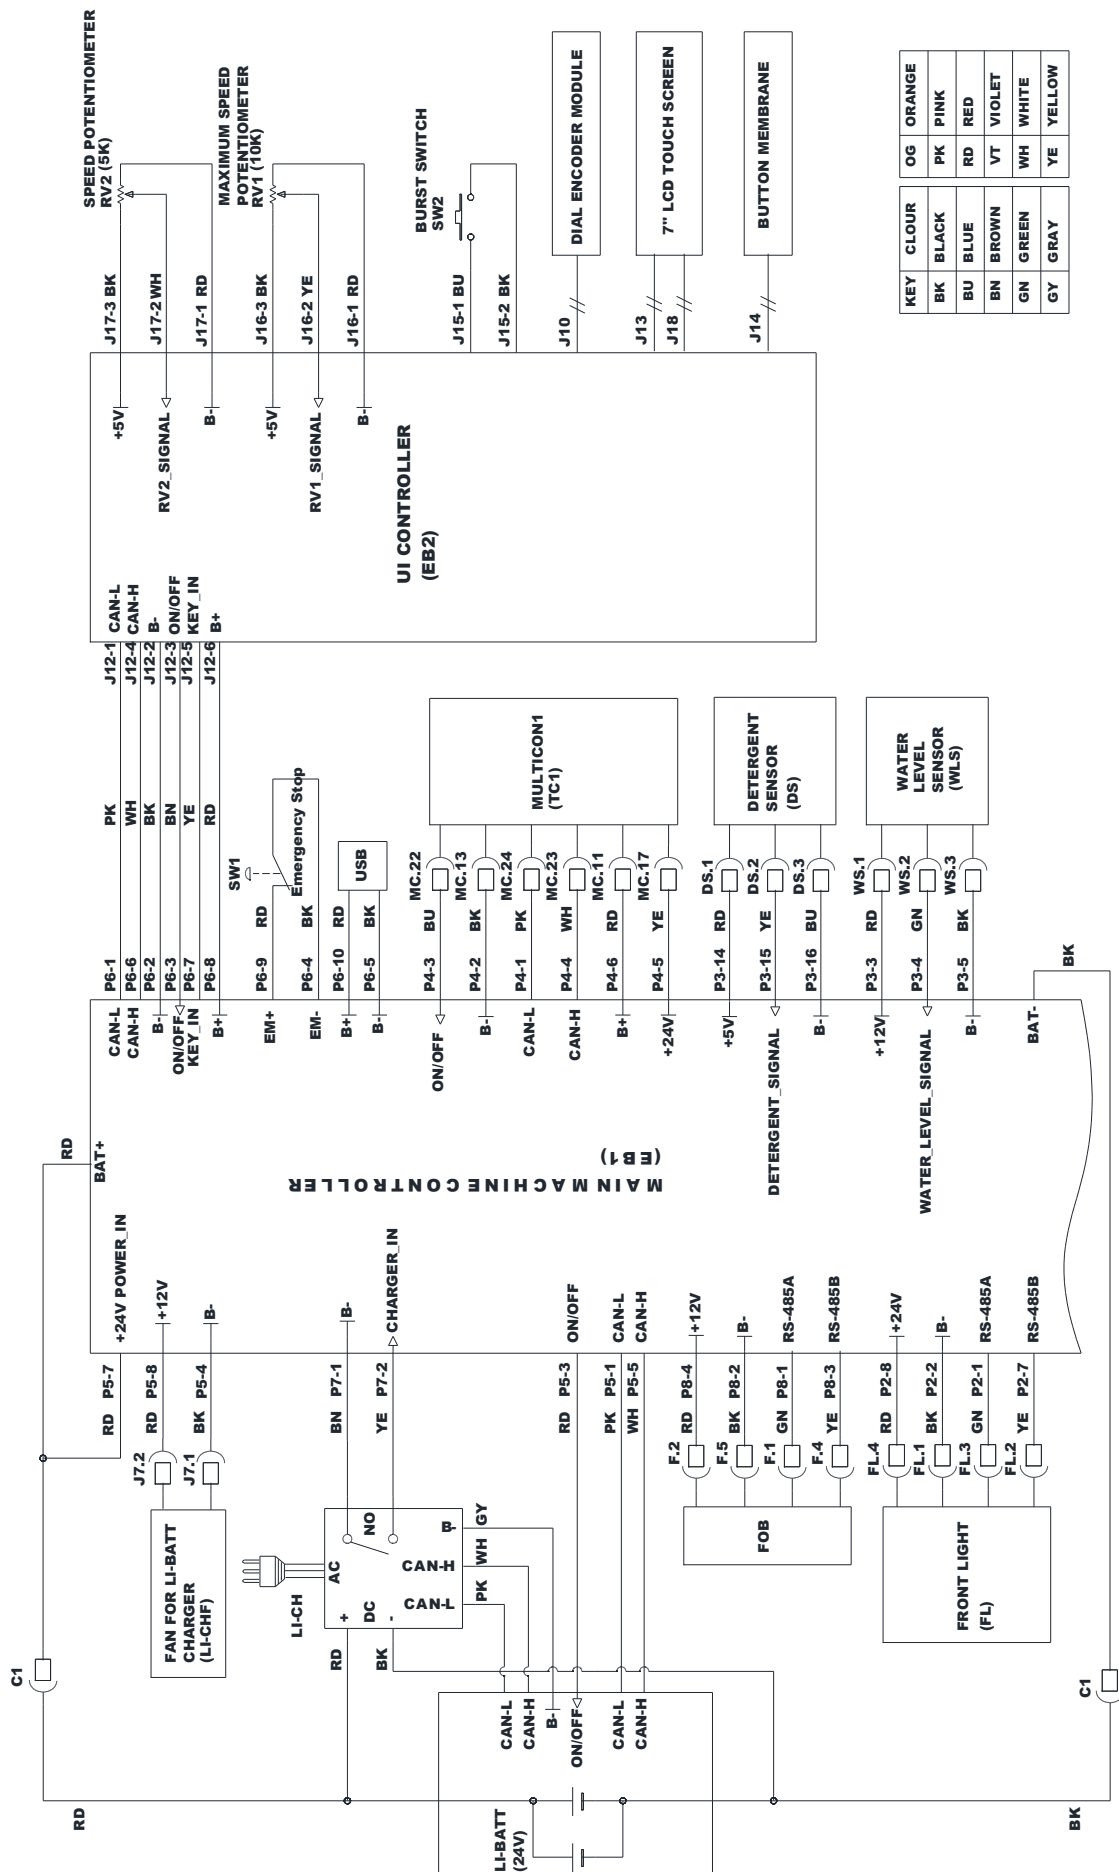 SPEED POTENTIOMETER
RV2 (5K)
MAXIMUM SPEED
POTENTIOMETER
RV1 (10K)
BURST SWITCH
SW2
DIAL ENCODER MODULE
7" LCD TOUCH SCREEN
BUTTON MEMBRANE
KEY CLOUR
BK BLACK
BU BLUE
BN BROWN
GN GREEN
GY GRAY
OG ORANGE
PK PINK
RD RED
VT VIOLET
WH WHITE
YE YELLOW
J17-3 BK
J17-2 WH
J17-1 RD
J16-3 BK
J16-2 YE
J16-1 RD
J15-1 BU
J15-2 BK
J10
J13
J18
J14
+5V
RV2_SIGNAL
B-
+5V
RV1_SIGNAL
B-
UI CONTROLLER
(EB2)
CAN-L
CAN-H
B-
ON/OFF
KEY_IN
B+
J12-1
J12-4
J12-2
J12-3
J12-5
J12-6
PK
WH
BK
BN
YE
RD
P6-1
P6-6
P6-2
P6-3
P6-7
P6-8
CAN-L
CAN-H
B-
ON/OFF
KEY_IN
B+
SW1
Emergency Stop
RD
BK
P6-9
P6-4
EM+
EM-
USB
RD
BK
P6-10
P6-5
B+
B-
MULTICON1
(TC1)
MC.22
MC.13
MC.24
MC.23
MC.11
MC.17
BU
BK
PK
WH
RD
YE
P4-3
P4-2
P4-1
P4-4
P4-6
P4-5
ON/OFF
B-
CAN-L
CAN-H
B+
+24V
DETERGENT
SENSOR
(DS)
DS.1
DS.2
DS.3
RD
YE
BU
P3-14
P3-15
P3-16
+5V
DETERGENT_SIGNAL
B-
WATER
LEVEL
SENSOR
(WLS)
WS.1
WS.2
WS.3
RD
GN
BK
P3-3
P3-4
P3-5
+12V
WATER_LEVEL_SIGNAL
B-
BK
BAT-
RD
BAT+
MAIN MACHINE CONTROLLER
(EB1)
+24V POWER_IN
+12V
B-
B-
CHARGER_IN
ON/OFF
CAN-L
CAN-H
+12V
B-
RS-485A
RS-485B
+24V
B-
RS-485A
RS-485B
RD P5-7
RD P5-8
BK P5-4
BN P7-1
YE P7-2
RD P5-3
PK P5-1
WH P5-5
RD P8-4
BK P8-2
GN P8-1
YE P8-3
RD P2-8
BK P2-2
GN P2-1
YE P2-7
J7.2
J7.1
F.2
F.5
F.1
F.4
FL.4
FL.1
FL.3
FL.2
FAN FOR LI-BATT
CHARGER
(LI-CHF)
LI-CH
AC
NO
+
DC
-
B-
CAN-H
CAN-L
GY
WH
PK
RD
BK
FOB
FRONT LIGHT
(FL)
C1
C1
CAN-L
CAN-H
B-
ON/OFF
CAN-L
CAN-H
RD
LI-BATT
(24V)
BK